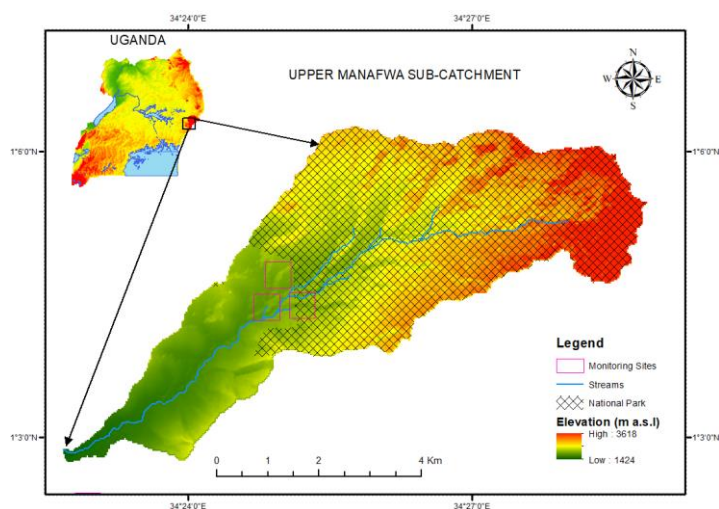 34°24'0"E
34°27'0"E
UGANDA
UPPER MANAFWA SUB-CATCHMENT
N
W
E
S
1°6'0"N
1°6'0"N
Legend
Monitoring Sites
Streams
National Park
Elevation (m a.s.l)
High : 3618
Low : 1424
1°3'0"N
1°3'0"N
0 1 2 4 Km
34°24'0"E
34°27'0"E